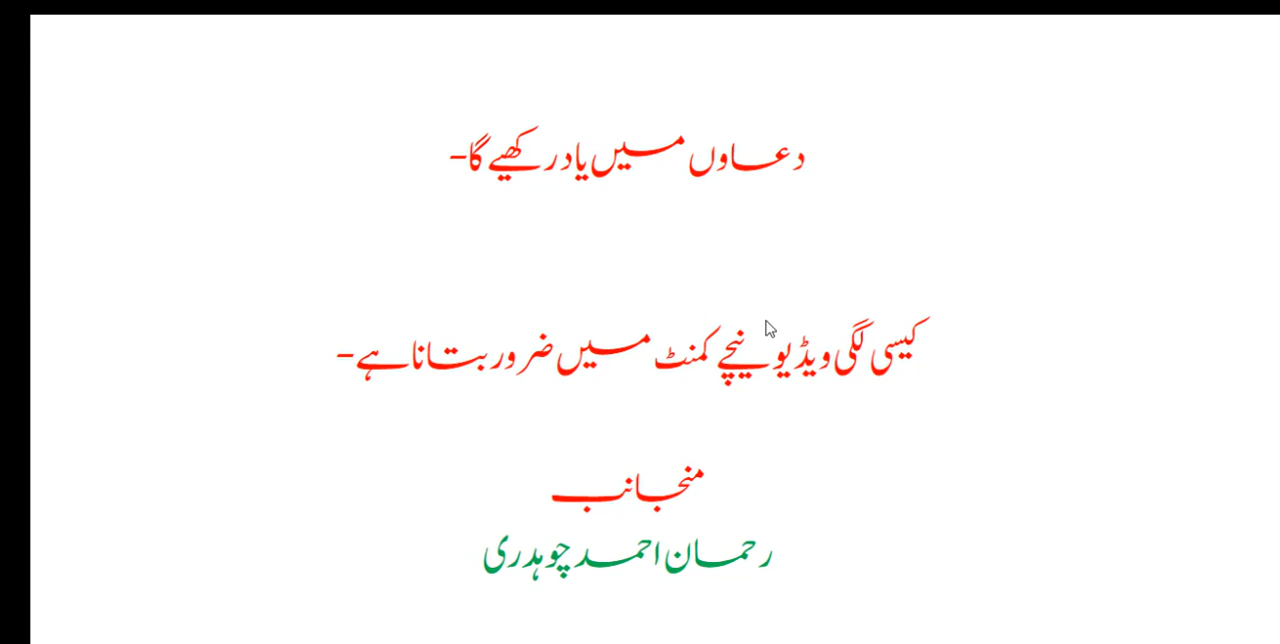 دعاوں میں یاد رکھیے گا-
کیسی لگی ویڈیو نیچے کمنٹ میں ضرور بتانا ہے-
منجانب
رحمان احمد چوہدری